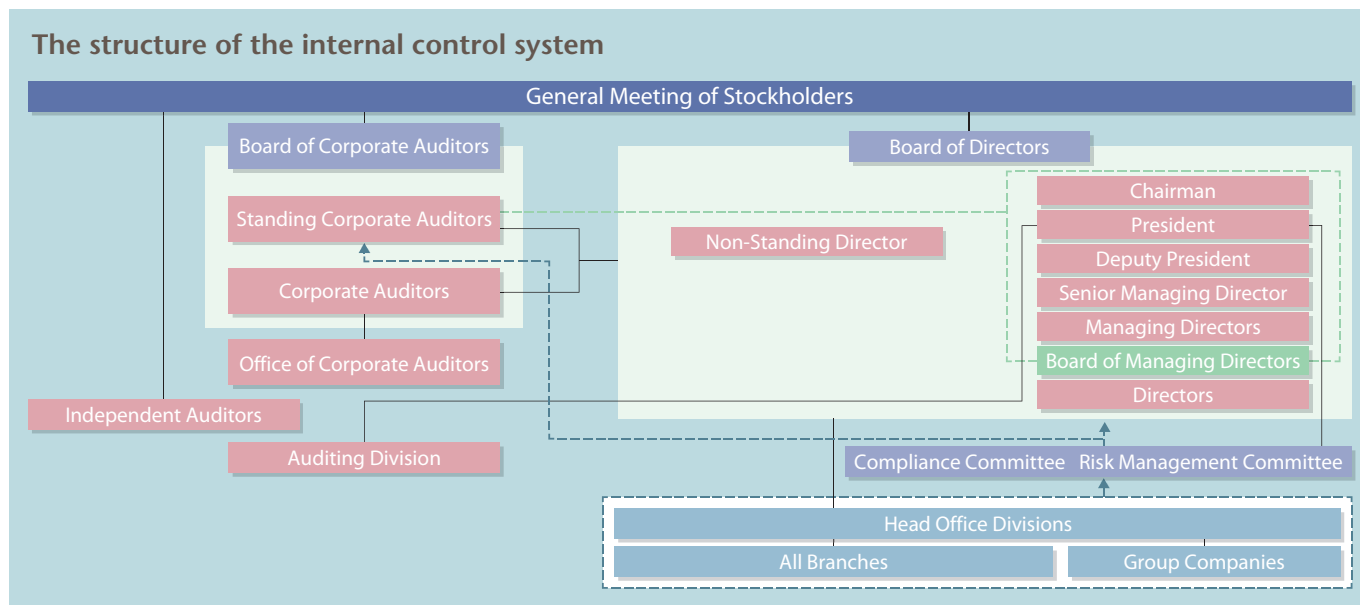 The structure of the internal control system
General Meeting of Stockholders
Board of Corporate Auditors
Standing Corporate Auditors
Corporate Auditors
Office of Corporate Auditors
Independent Auditors
Auditing Division
Board of Directors
Non-Standing Director
Chairman
President
Deputy President
Senior Managing Director
Managing Directors
Board of Managing Directors
Directors
Compliance Committee Risk Management Committee
Head Office Divisions
All Branches
Group Companies